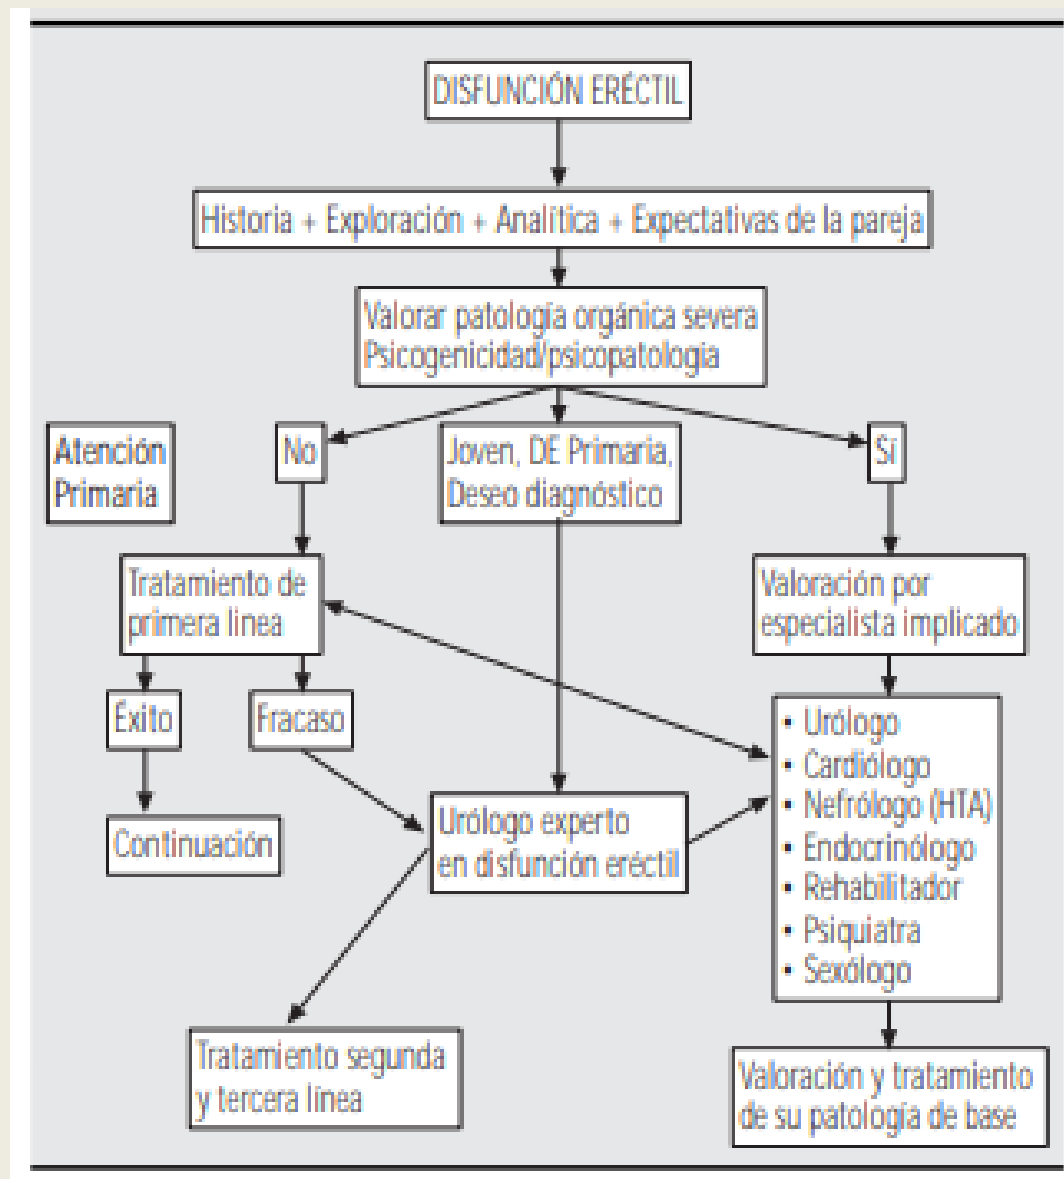 DISFUNCIÓN ERÉCTIL
Historia + Exploración + Analítica + Expectativas de la pareja
Valorar patología orgánica severa
Psicogenicidad/psicopatología
Atención
Primaria
No
Joven, DE Primaria,
Deseo diagnóstico
Sí
Tratamiento de
primera línea
Valoración por
especialista implicado
Éxito
Fracaso
• Urólogo
• Cardiólogo
• Nefrólogo (HTA)
• Endocrinólogo
• Rehabilitador
• Psiquiatra
• Sexólogo
Continuación
Urólogo experto
en disfunción eréctil
Tratamiento segunda
y tercera línea
Valoración y tratamiento
de su patología de base